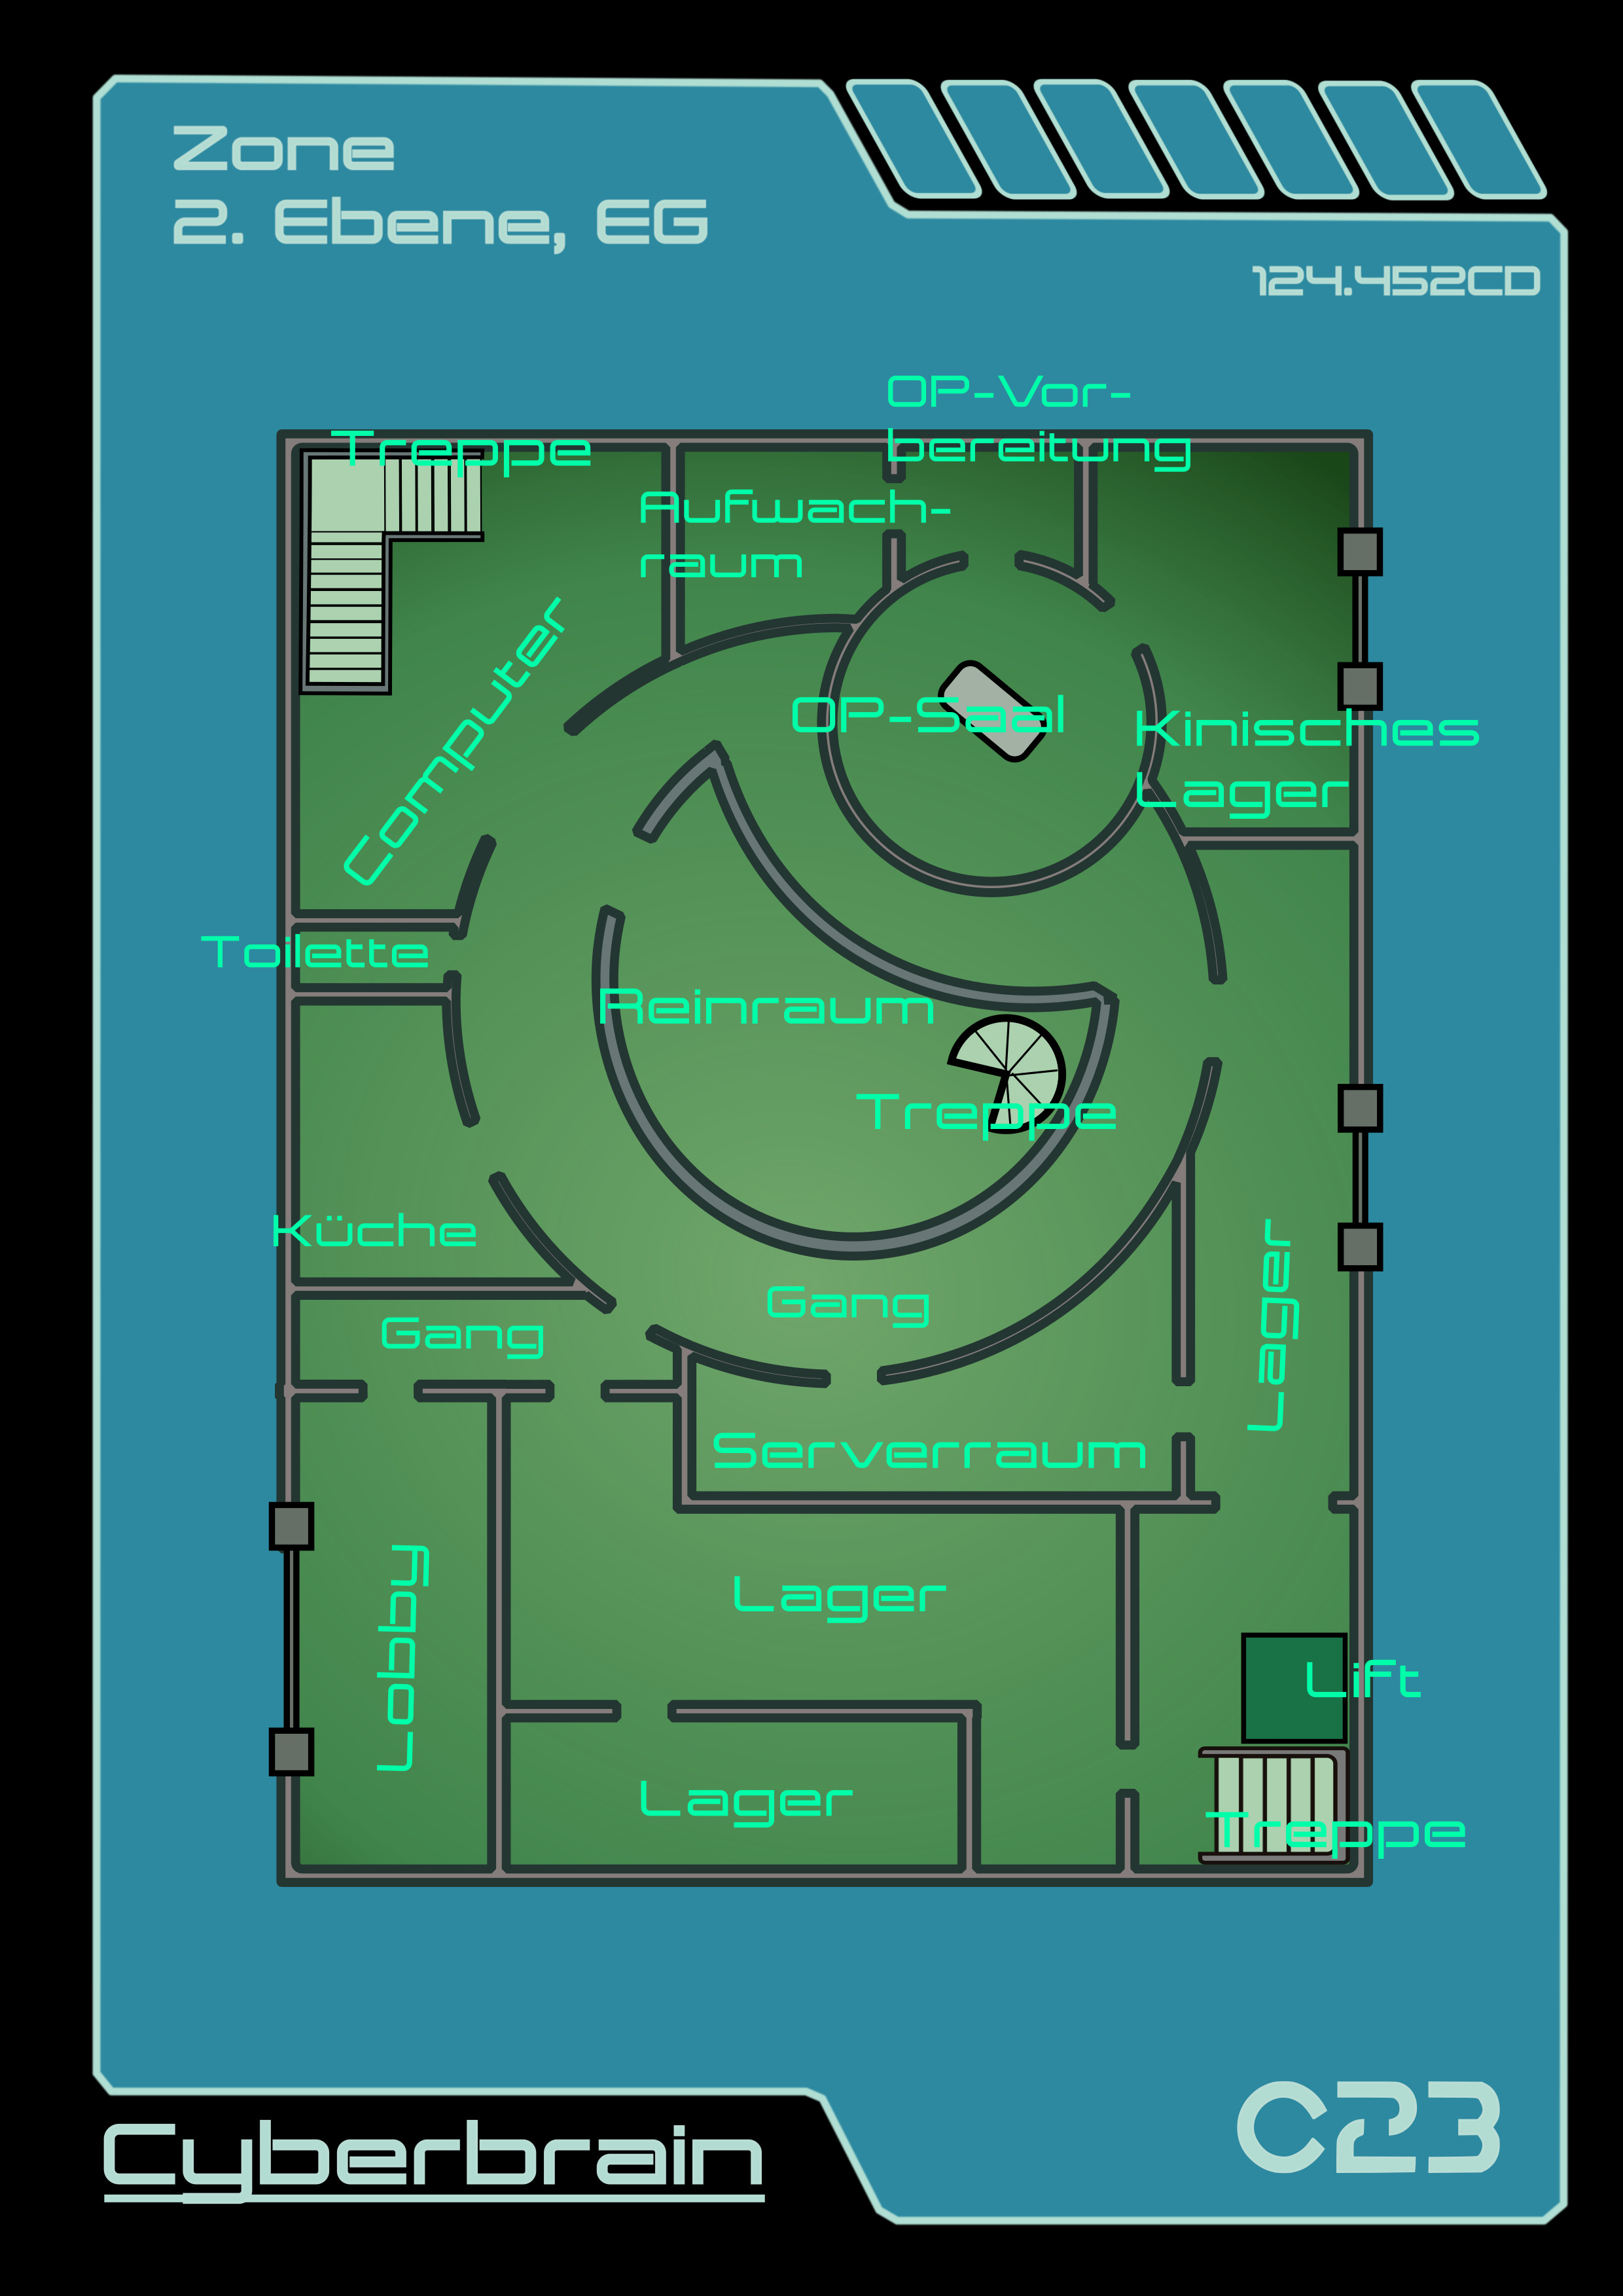 Zone
2. Ebene, EG
124.452CD
OP-Vor-
bereitung
Treppe
Aufwach-
raum
Computer
OP-Saal
Kinisches
Lager
Toilette
Reinraum
Treppe
Küche
Gang
Gang
Lager
Serverraum
Lobby
Lager
Lift
Lager
Treppe
Cyberbrain
C23